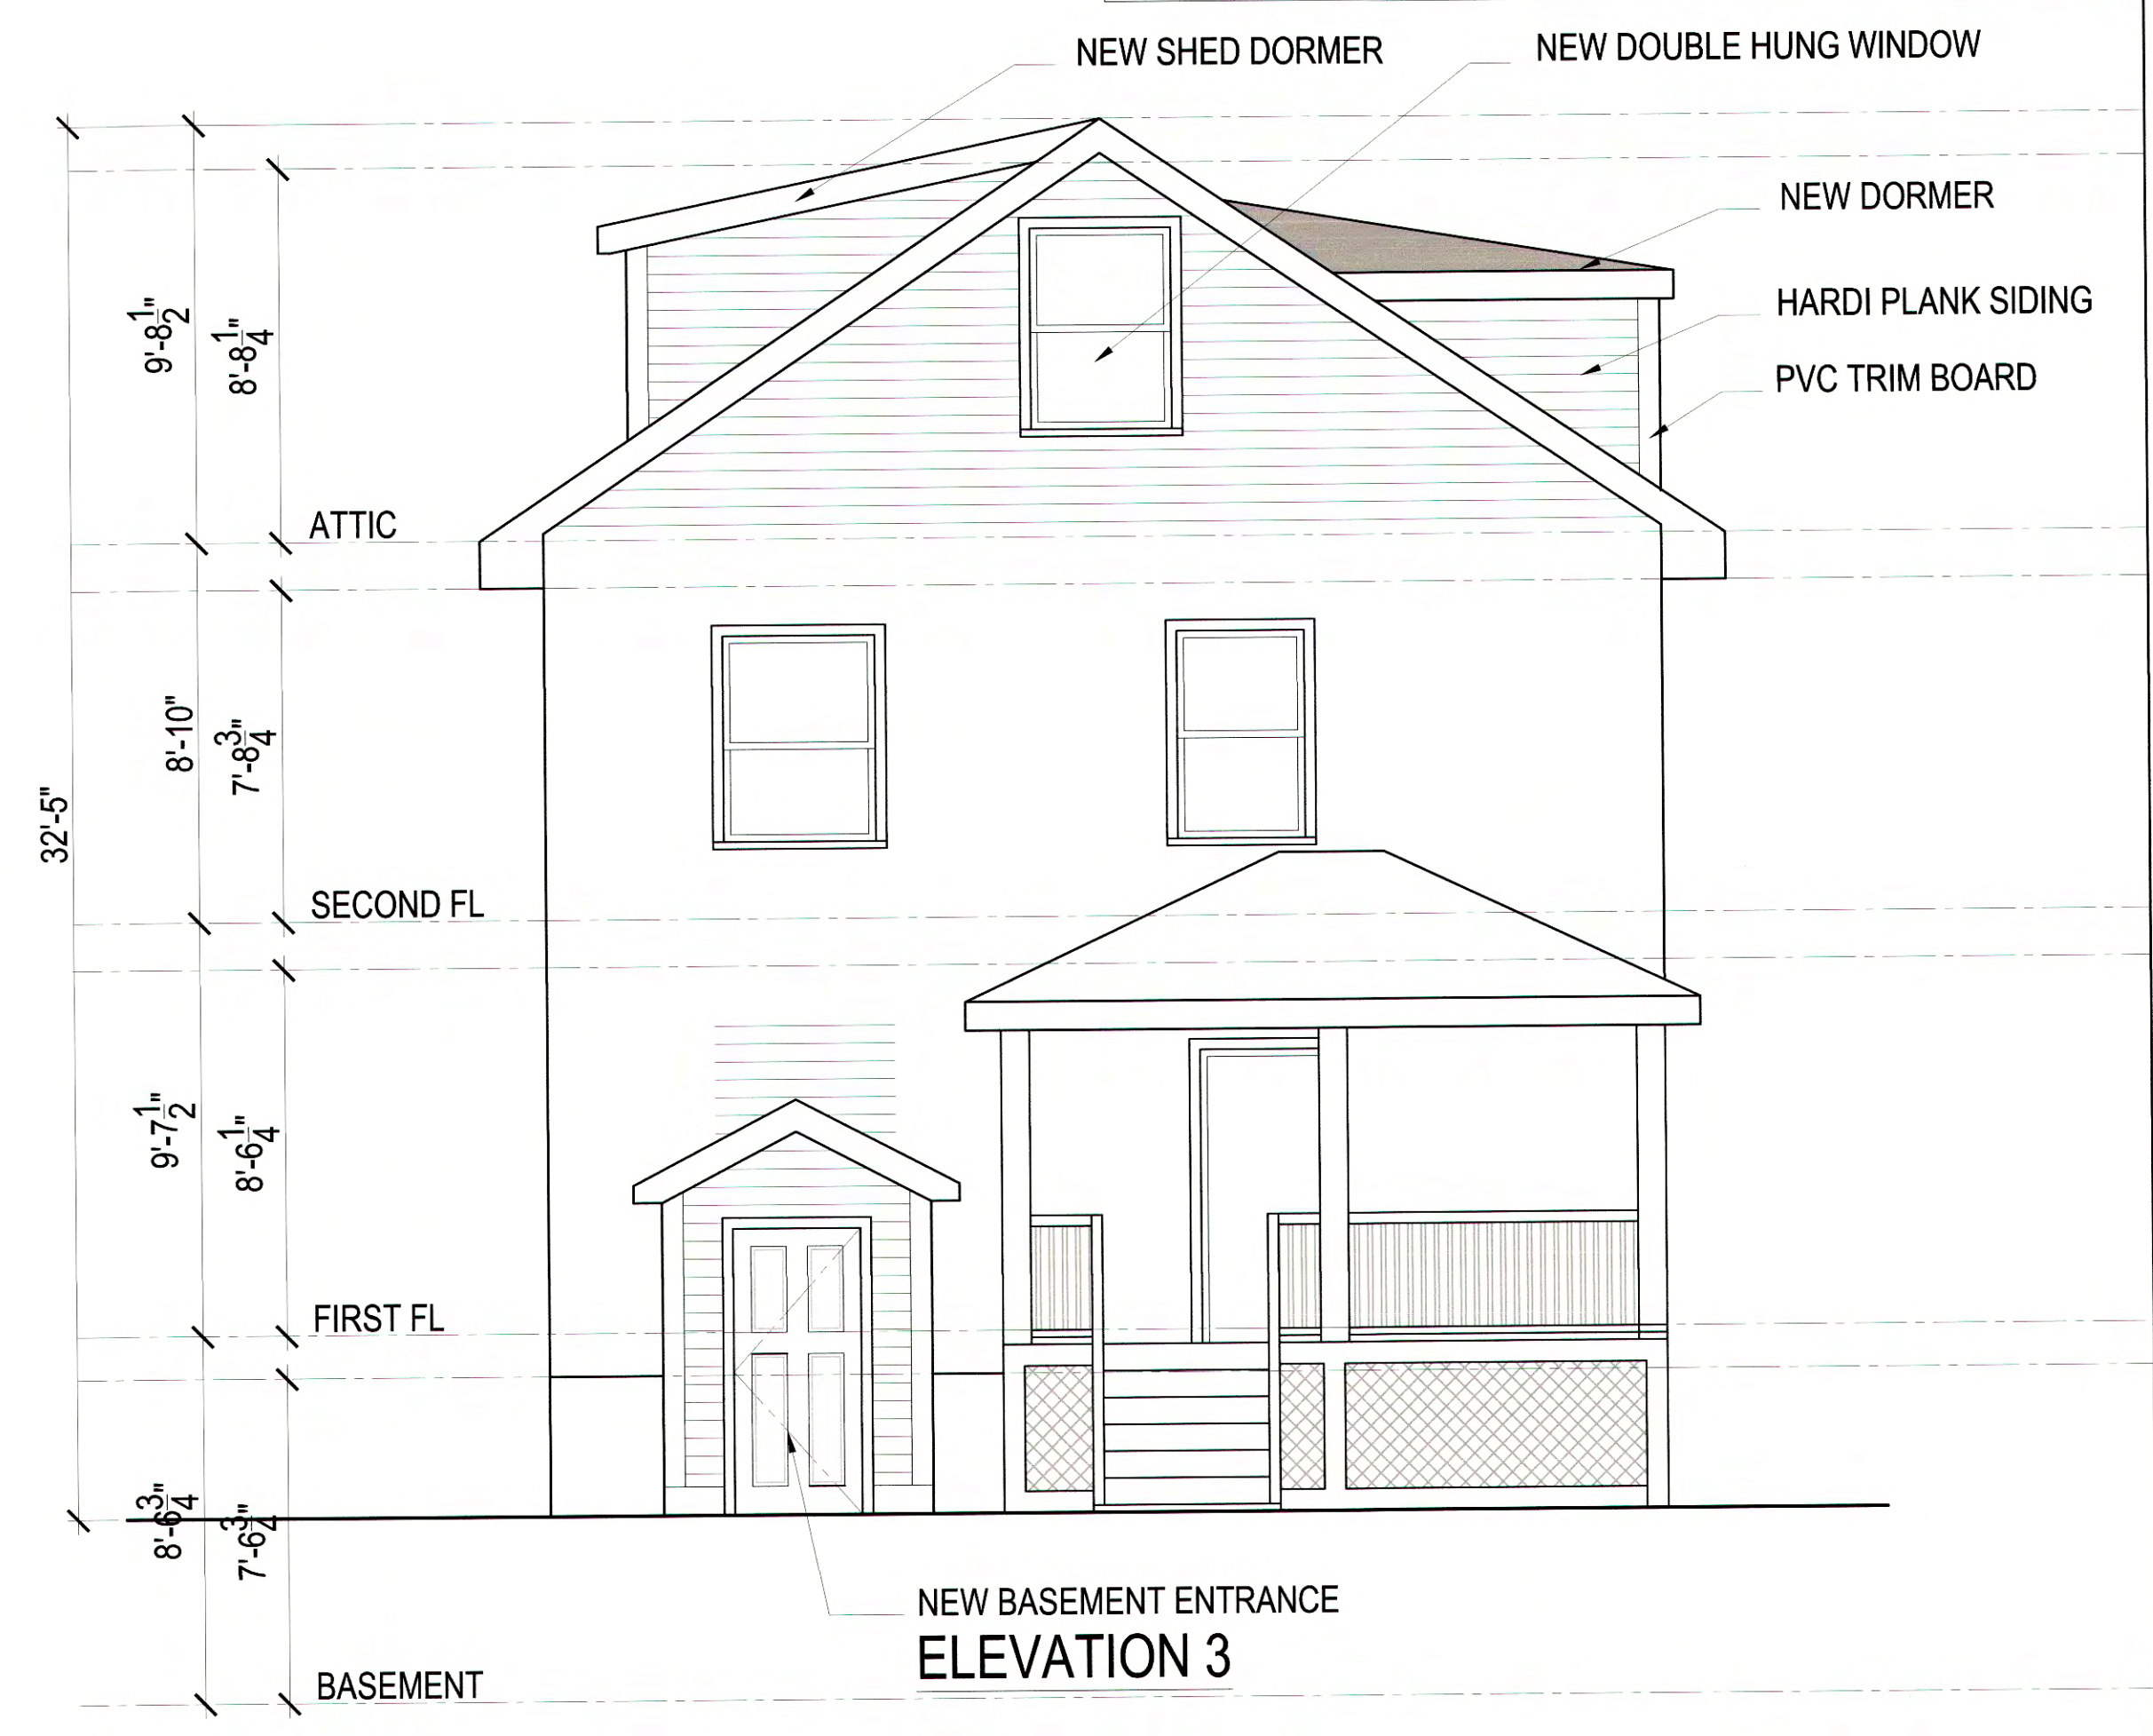 NEW SHED DORMER
NEW DOUBLE HUNG WINDOW
NEW DORMER
HARDI PLANK SIDING
PVC TRIM BOARD
9'-8 1/2"
8'-8 1/4"
ATTIC
8'-10"
7'-8 3/4"
32'-5"
SECOND FL
9'-7 1/2"
8'-6 1/4"
FIRST FL
8'-6 3/4"
7'-6 3/4"
NEW BASEMENT ENTRANCE
ELEVATION 3
BASEMENT